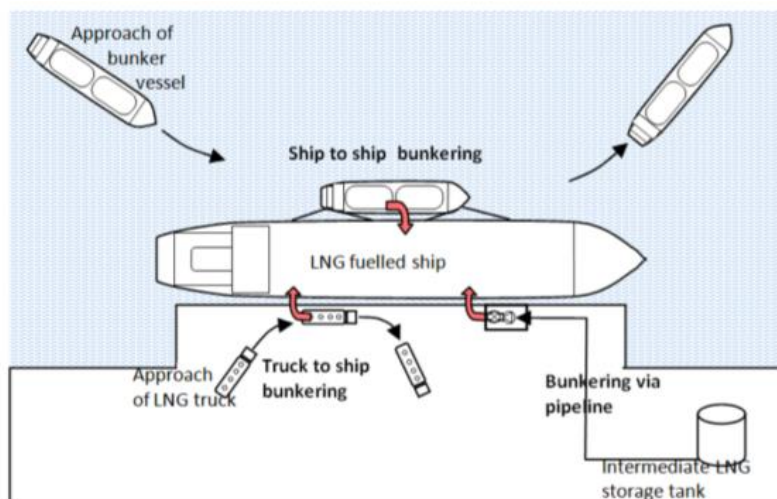 Approach of
bunker
vessel
Ship to ship bunkering
LNG fuelled ship
Approach
of LNG truck
Truck to ship
bunkering
Bunkering via
pipeline
Intermediate LNG
storage tank